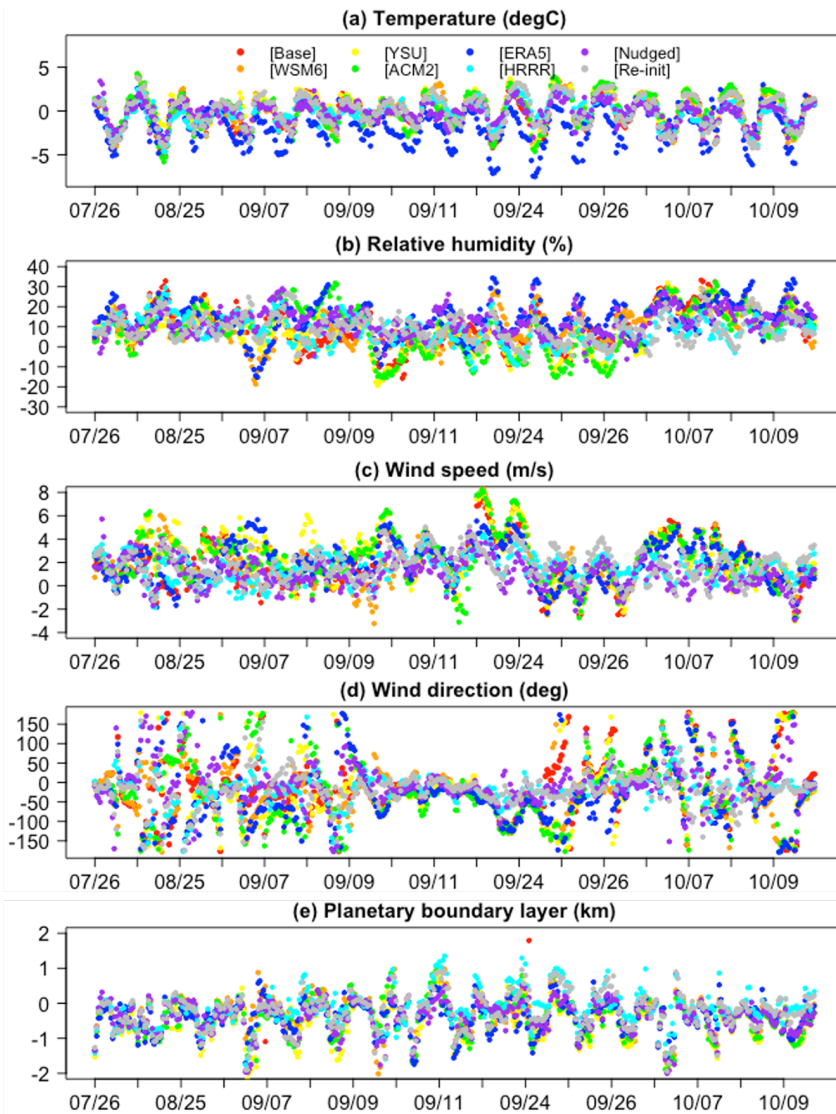 (a) Temperature (degC)
[Base] [YSU] [ERA5] [Nudged]
[WSM6] [ACM2] [HRRR] [Re-init]
5
0
-5
07/26 08/25 09/07 09/09 09/11 09/24 09/26 10/07 10/09
(b) Relative humidity (%)
40
30
20
10
0
-10
-20
-30
07/26 08/25 09/07 09/09 09/11 09/24 09/26 10/07 10/09
(c) Wind speed (m/s)
8
6
4
2
0
-2
-4
07/26 08/25 09/07 09/09 09/11 09/24 09/26 10/07 10/09
(d) Wind direction (deg)
150
100
50
0
-50
-100
-150
07/26 08/25 09/07 09/09 09/11 09/24 09/26 10/07 10/09
(e) Planetary boundary layer (km)
2
1
0
-1
-2
07/26 08/25 09/07 09/09 09/11 09/24 09/26 10/07 10/09